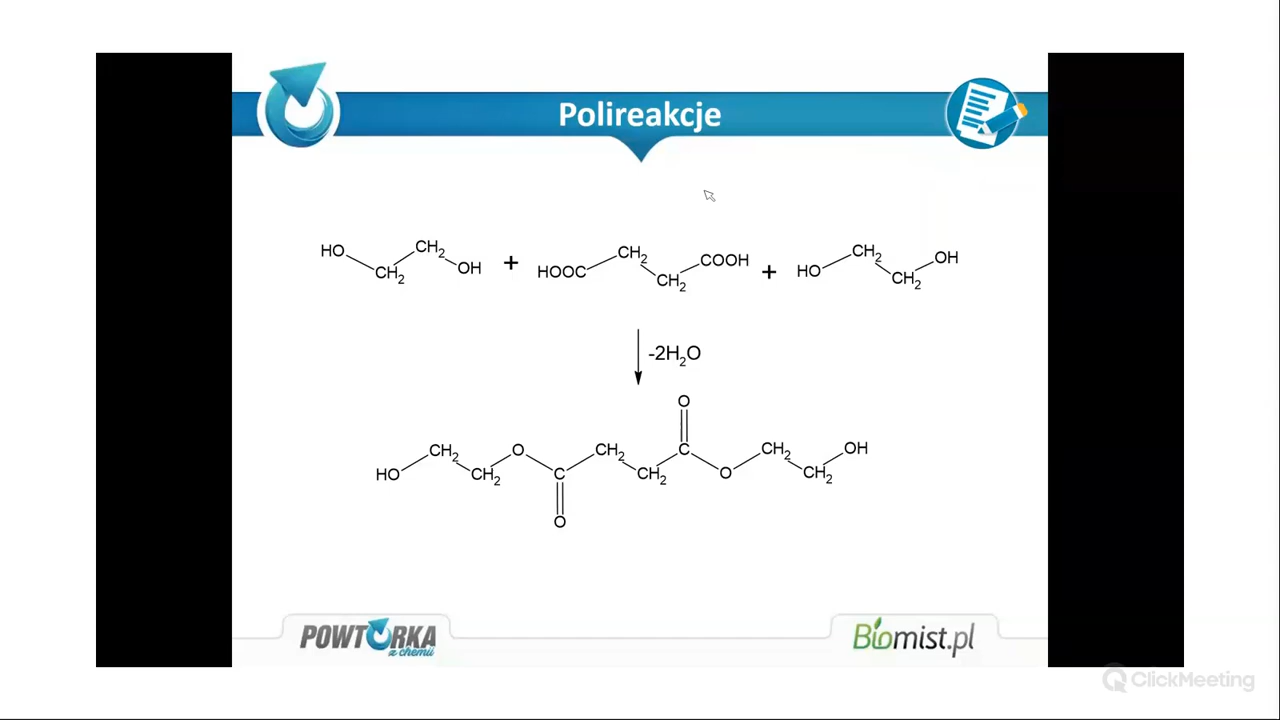 Polireakcje
HO CH2 CH2 OH + HOOC CH2 CH2 COOH + HO CH2 CH2 OH
-2H2O
HO CH2 CH2 O C O CH2 CH2 C O O CH2 CH2 OH
POWTÓRKA
z chemii
Biomist.pl
ClickMeeting